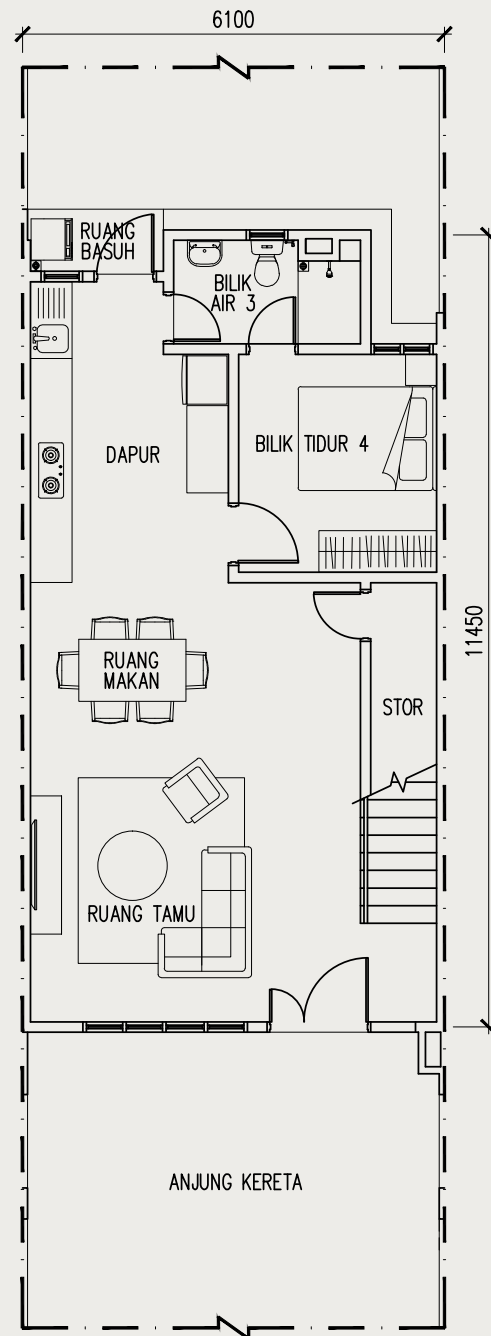 6100
RUANG
BASUH
BILIK
AIR 3
DAPUR
BILIK TIDUR 4
11450
RUANG
MAKAN
STOR
RUANG TAMU
ANJUNG KERETA